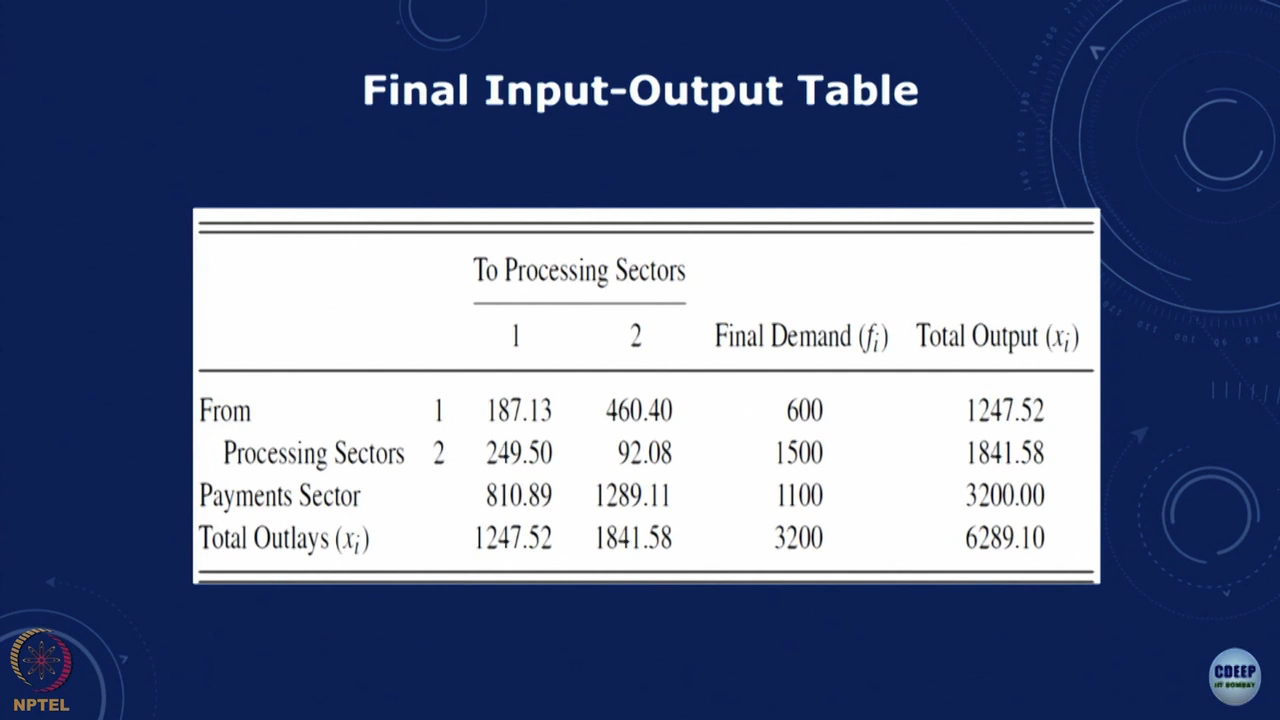 Final Input-Output Table
To Processing Sectors
1 2 Final Demand (fi) Total Output (xi)
From 1 187.13 460.40 600 1247.52
Processing Sectors 2 249.50 92.08 1500 1841.58
Payments Sector 810.89 1289.11 1100 3200.00
Total Outlays (xi) 1247.52 1841.58 3200 6289.10
NPTEL
CDEEP
IIT BOMBAY